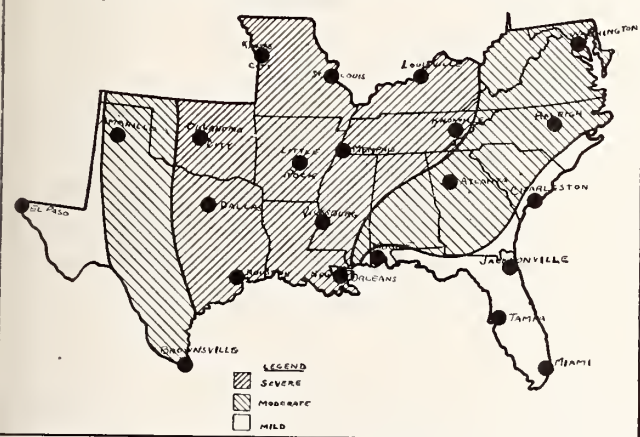 WASHINGTON
KANSAS
CITY
ST. LOUIS
LOUISVILLE
AMARILLO
OKLAHOMA
CITY
LITTLE
ROCK
MEMPHIS
KNOXVILLE
RALEIGH
ATLANTA
CHARLESTON
EL PASO
DALLAS
VICKSBURG
HOUSTON
NEW
ORLEANS
JACKSONVILLE
TAMPA
MIAMI
BROWNSVILLE
LEGEND
SEVERE
MODERATE
MILD